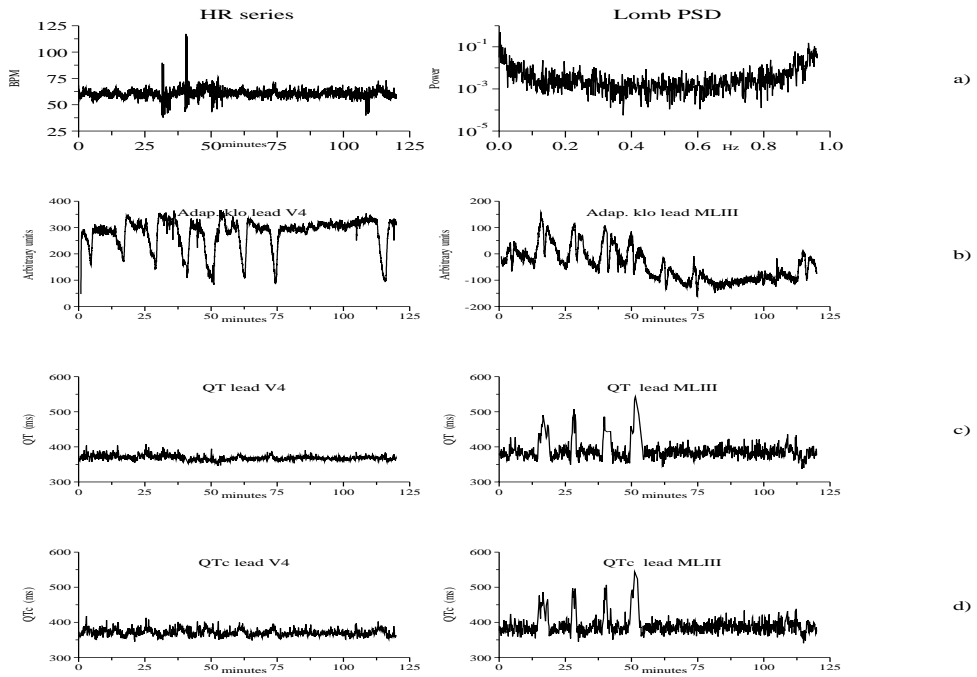 HR series
Lomb PSD
125
100
75
50
25
BPM
0 25 50 minutes 75 100 125
10^-1
10^-3
10^-5
Power
0.0 0.2 0.4 0.6 Hz 0.8 1.0
a)
Adap. klo lead V4
Adap. klo lead MLIII
400
300
200
100
0
Arbitrary units
0 25 50 minutes 75 100 125
200
100
0
-100
-200
Arbitrary units
0 25 50 minutes 75 100 125
b)
QT lead V4
QT lead MLIII
600
500
400
300
QT (ms)
0 25 50 minutes 75 100 125
600
500
400
300
QT (ms)
0 25 50 minutes 75 100 125
c)
QTc lead V4
QTc lead MLIII
600
500
400
300
QTc (ms)
0 25 50 minutes 75 100 125
600
500
400
300
QTc (ms)
0 25 50 minutes 75 100 125
d)